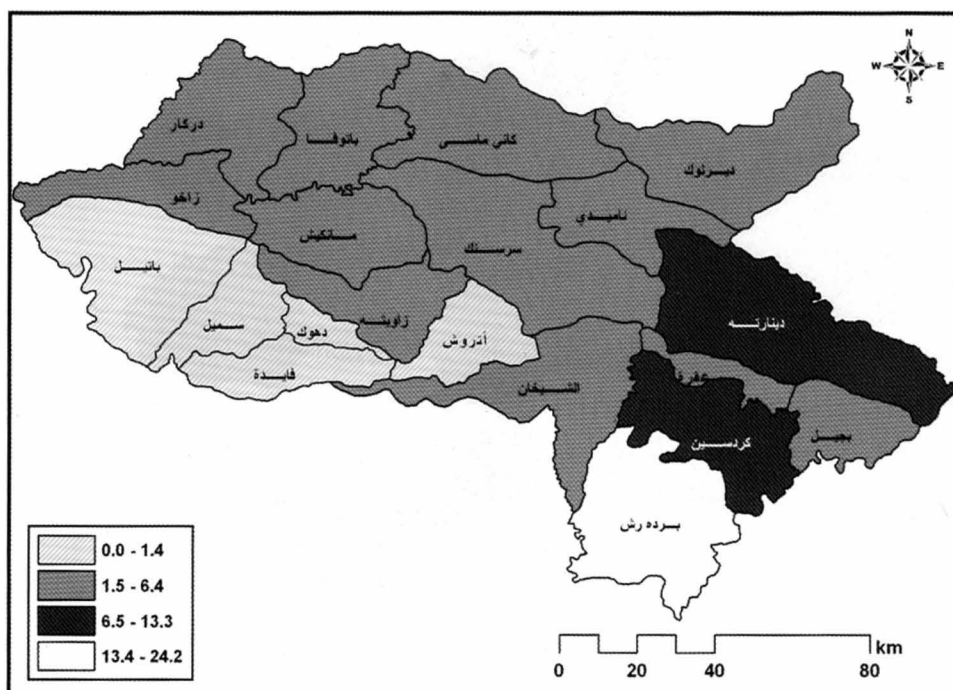 N
W E
S
دركار
باتوفا
كاني ماسي
ديرلوك
زاخو
مانكيش
سرسنك
ئاميدي
باتيل
سميل
دهوك
زاويته
أتروش
دينارته
فايدة
الشيخان
عقرة
كردسين
بجيل
برده رش
0.0 - 1.4
1.5 - 6.4
6.5 - 13.3
13.4 - 24.2
km
0 20 40 80